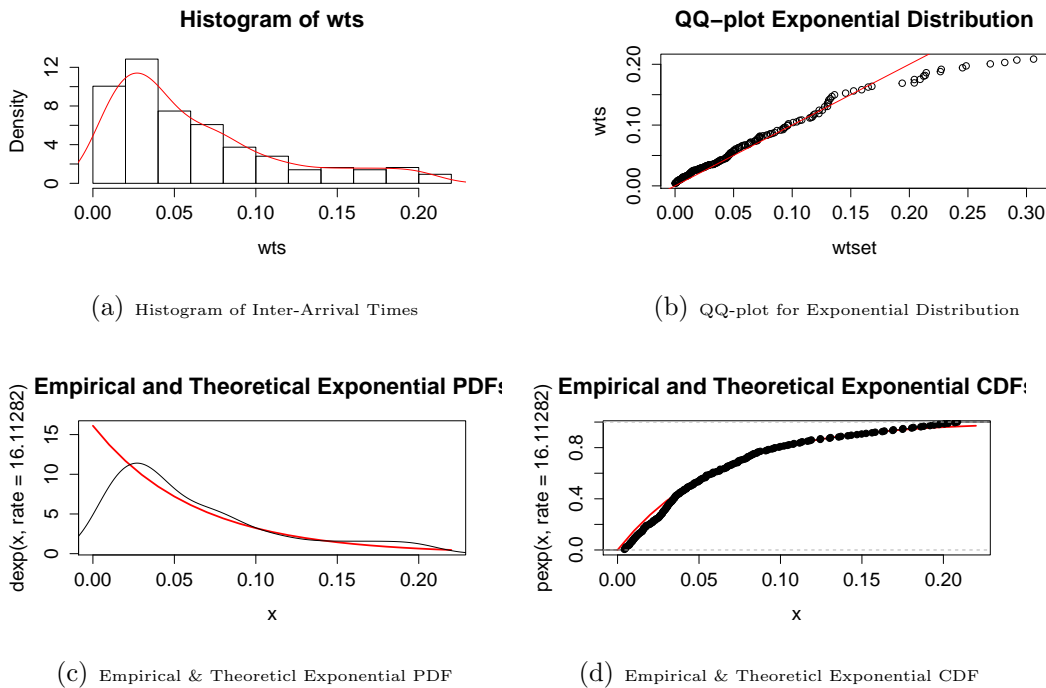 Histogram of wts
Density
0 4 8 12
0.00 0.05 0.10 0.15 0.20
wts
(a) Histogram of Inter-Arrival Times
QQ−plot Exponential Distribution
wts
0.00 0.10 0.20
0.00 0.05 0.10 0.15 0.20 0.25 0.30
wtset
(b) QQ-plot for Exponential Distribution
Empirical and Theoretical Exponential PDFs
dexp(x, rate = 16.11282)
0 5 10 15
0.00 0.05 0.10 0.15 0.20
x
(c) Empirical & Theoreticl Exponential PDF
Empirical and Theoretical Exponential CDFs
pexp(x, rate = 16.11282)
0.0 0.4 0.8
0.00 0.05 0.10 0.15 0.20
x
(d) Empirical & Theoreticl Exponential CDF